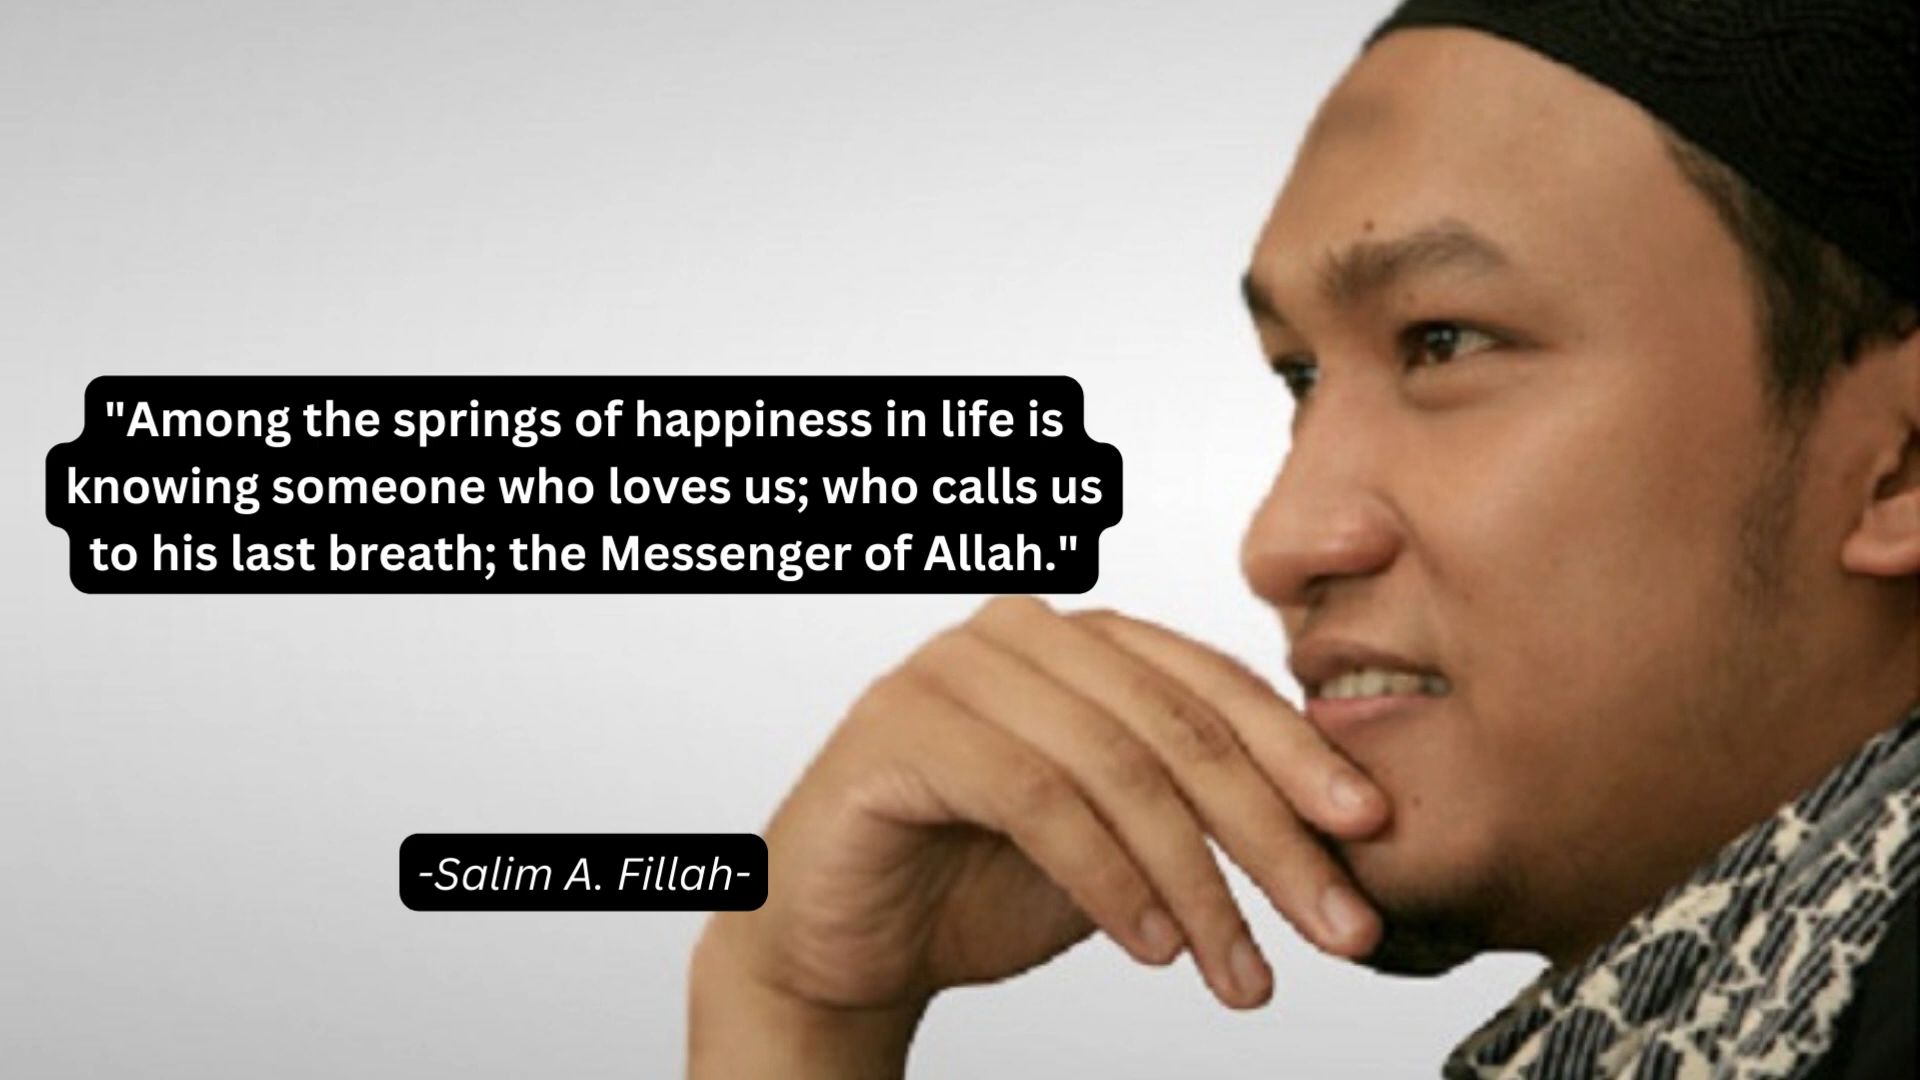 "Among the springs of happiness in life is
knowing someone who loves us; who calls us
to his last breath; the Messenger of Allah."
-Salim A. Fillah-